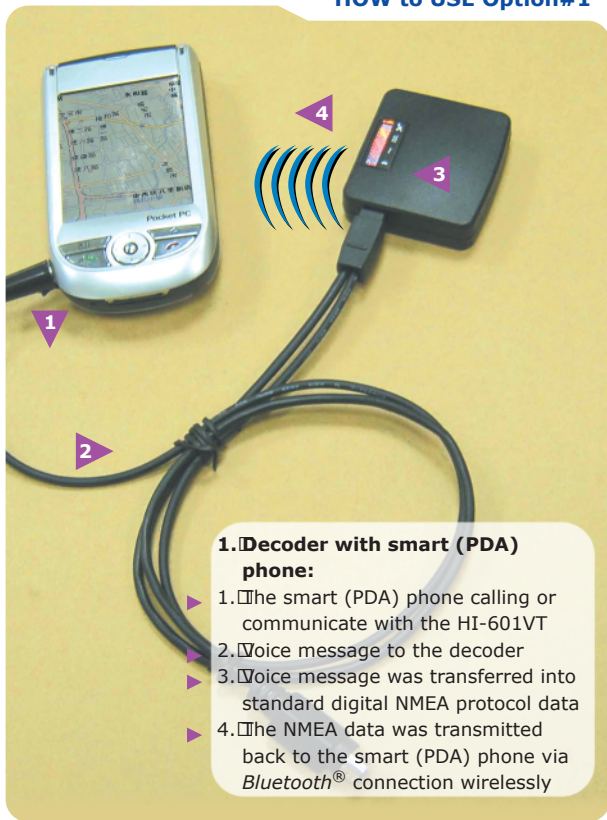 HOW to USE Option#1
4
3
Pocket PC
1
2
1. Decoder with smart (PDA)
phone:
1. The smart (PDA) phone calling or
communicate with the HI-601VT
2. Voice message to the decoder
3. Voice message was transferred into
standard digital NMEA protocol data
4. The NMEA data was transmitted
back to the smart (PDA) phone via
Bluetooth® connection wirelessly